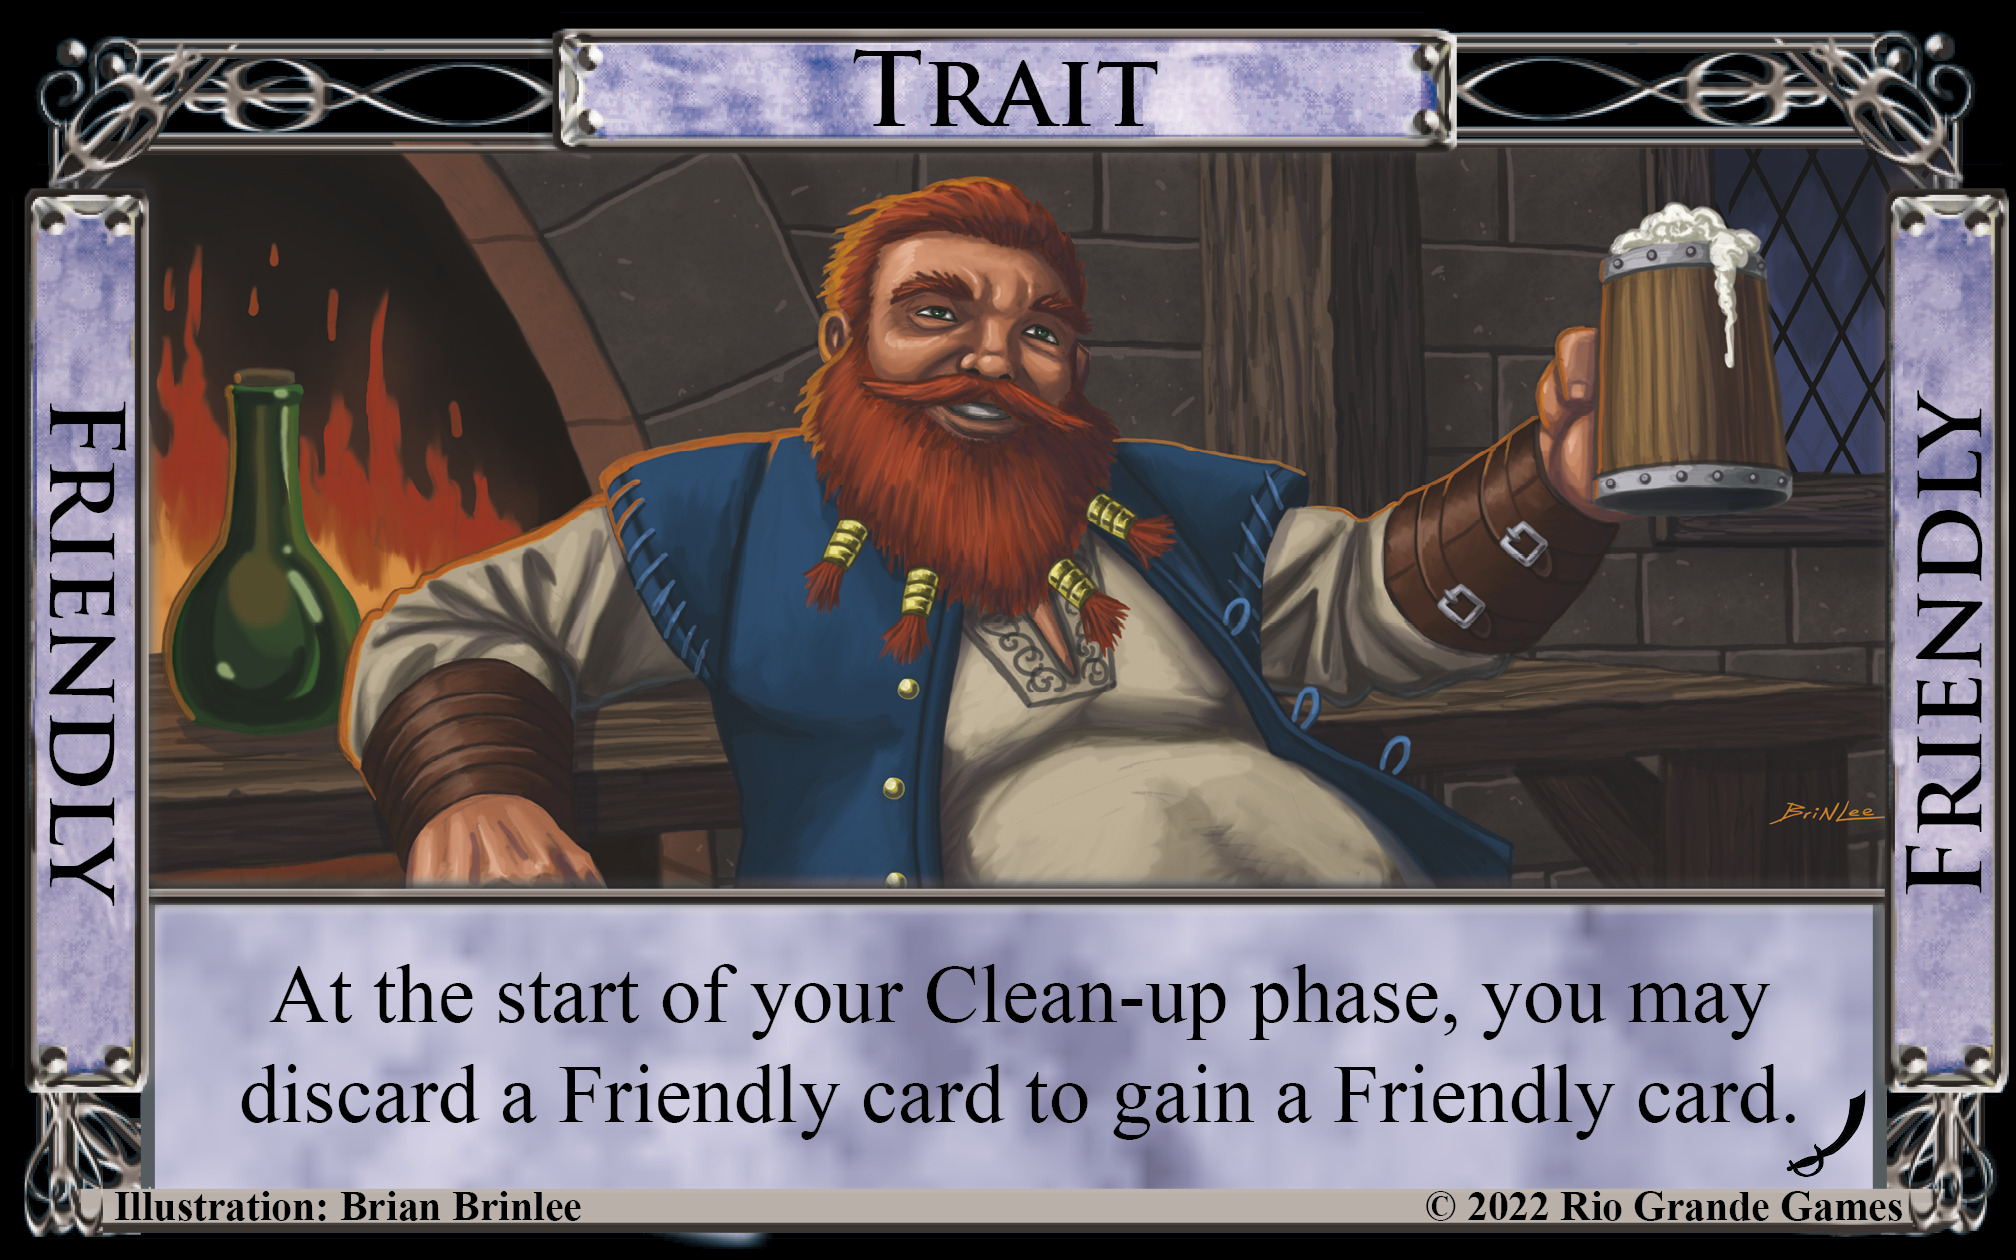 TRAIT
FRIENDLY
FRIENDLY
BriNLee
At the start of your Clean-up phase, you may
discard a Friendly card to gain a Friendly card.
Illustration: Brian Brinlee
© 2022 Rio Grande Games